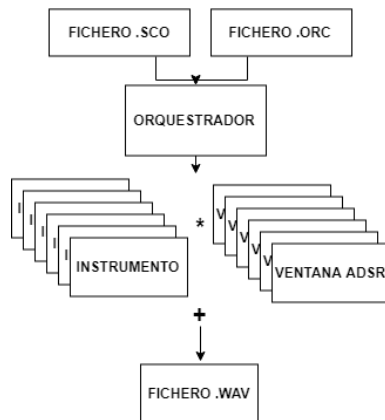 FICHERO .SCO
FICHERO .ORC
ORQUESTRADOR
I
I
I
I
I
INSTRUMENTO
*
V
V
V
V
V
VENTANA ADSR
+
FICHERO .WAV